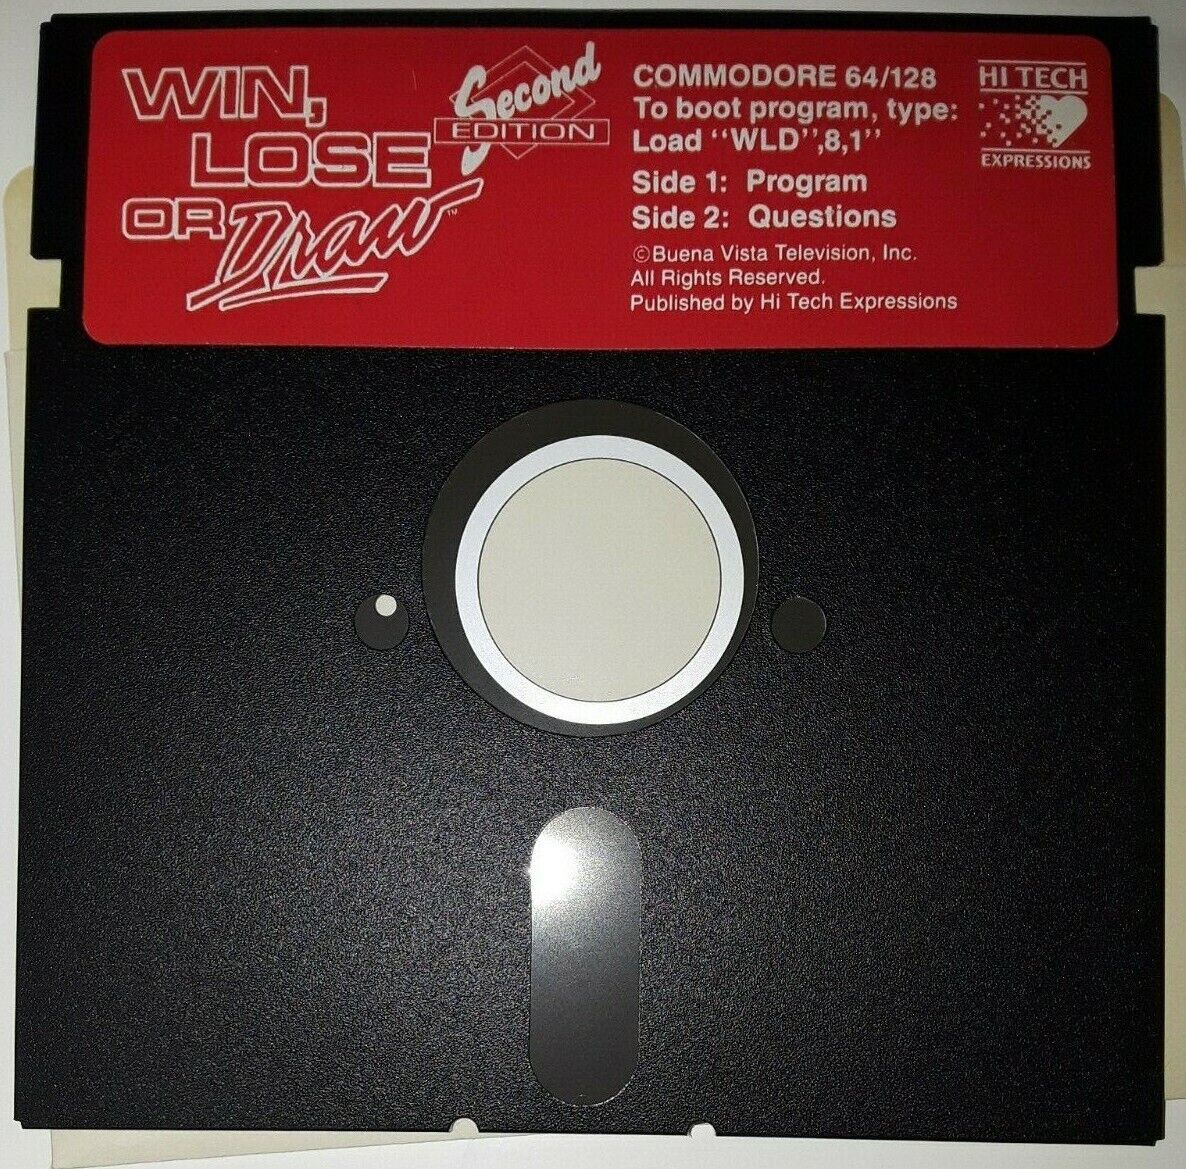 WIN,
LOSE
OR Draw™
Second
EDITION
COMMODORE 64/128
To boot program, type:
Load ‘‘WLD’’,8,1’’
Side 1: Program
Side 2: Questions
©Buena Vista Television, Inc.
All Rights Reserved.
Published by Hi Tech Expressions
HI TECH
EXPRESSIONS